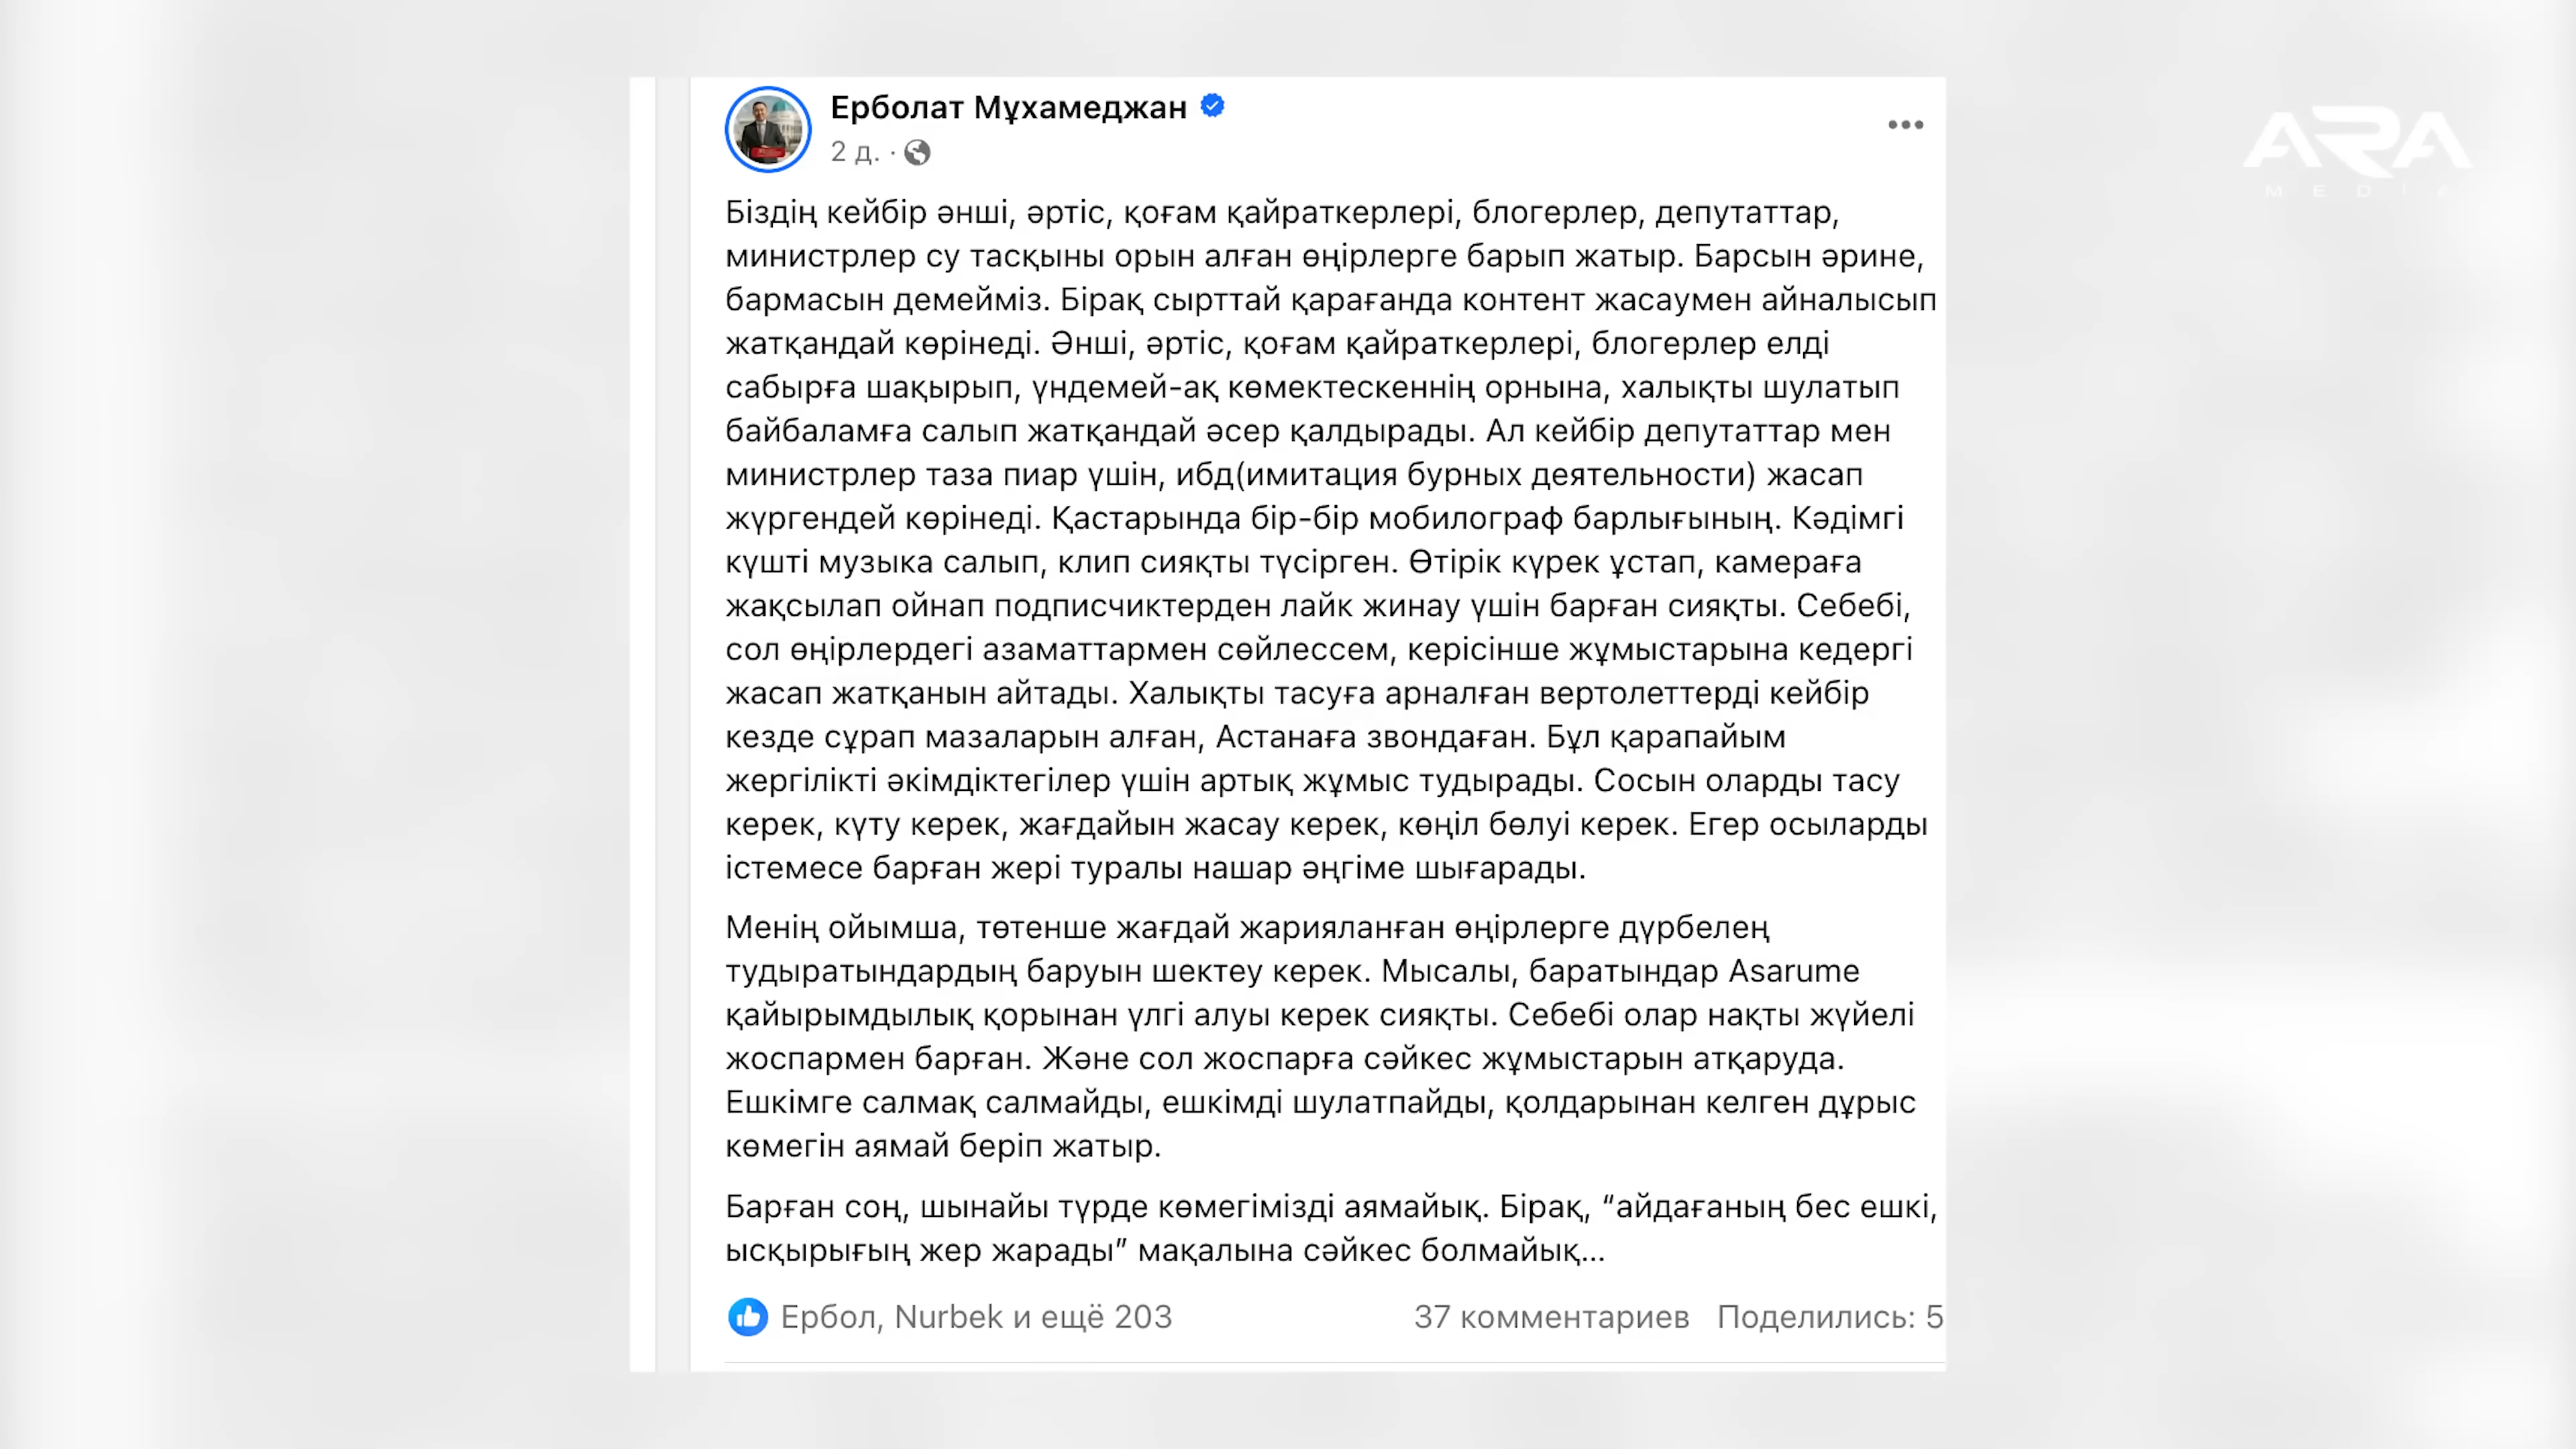 Ерболат Мұхамеджан
2 д. ·
ARA
MEDIA
Біздің кейбір әнші, әртіс, қоғам қайраткерлері, блогерлер, депутаттар,
министрлер су тасқыны орын алған өңірлерге барып жатыр. Барсын әрине,
бармасын демейміз. Бірақ сырттай қарағанда контент жасаумен айналысып
жатқандай көрінеді. Әнші, әртіс, қоғам қайраткерлері, блогерлер елді
сабырға шақырып, үндемей-ақ көмектескеннің орнына, халықты шулатып
байбаламға салып жатқандай әсер қалдырады. Ал кейбір депутаттар мен
министрлер таза пиар үшін, ибд(имитация бурных деятельности) жасап
жүргендей көрінеді. Қастарында бір-бір мобилограф барлығының. Кәдімгі
күшті музыка салып, клип сияқты түсірген. Өтірік күрек ұстап, камераға
жақсылап ойнап подписчиктерден лайк жинау үшін барған сияқты. Себебі,
сол өңірлердегі азаматтармен сөйлессем, керісінше жұмыстарына кедергі
жасап жатқанын айтады. Халықты тасуға арналған вертолеттерді кейбір
кезде сұрап мазаларын алған, Астанаға звондаған. Бұл қарапайым
жергілікті әкімдіктегілер үшін артық жұмыс тудырады. Сосын оларды тасу
керек, күту керек, жағдайын жасау керек, көңіл бөлуі керек. Егер осыларды
істемесе барған жері туралы нашар әңгіме шығарады.
Менің ойымша, төтенше жағдай жарияланған өңірлерге дүрбелең
тудыратындардың баруын шектеу керек. Мысалы, баратындар Asarume
қайырымдылық қорынан үлгі алуы керек сияқты. Себебі олар нақты жүйелі
жоспармен барған. Және сол жоспарға сәйкес жұмыстарын атқаруда.
Ешкімге салмақ салмайды, ешкімді шулатпайды, қолдарынан келген дұрыс
көмегін аямай беріп жатыр.
Барған соң, шынайы түрде көмегімізді аямайық. Бірақ, “айдағаның бес ешкі,
ысқырығың жер жарады” мақалына сәйкес болмайық...
Ербол, Nurbek и ещё 203
37 комментариев Поделились: 5